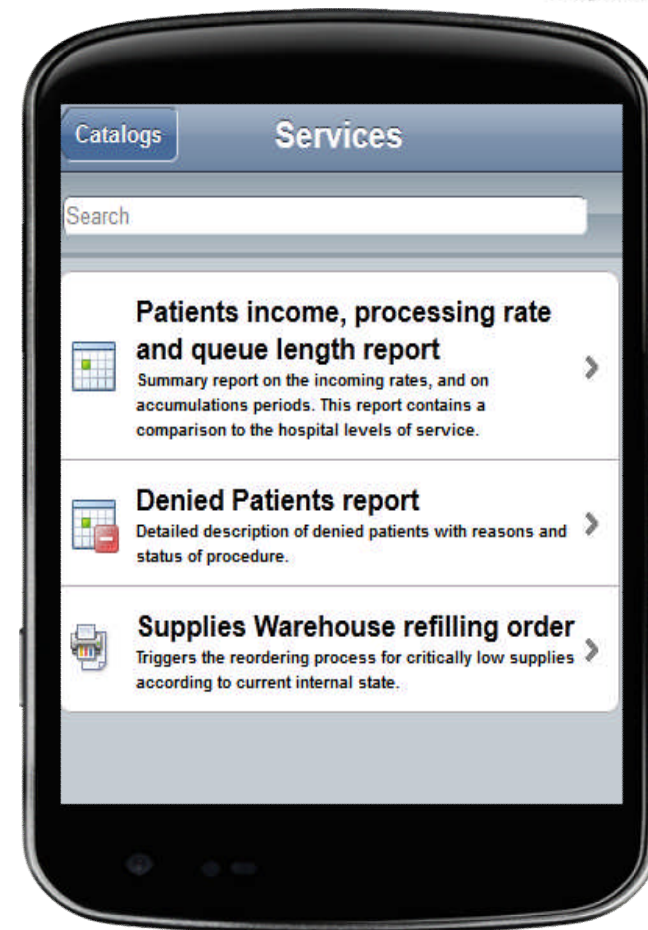 Catalogs
Services
Search
Patients income, processing rate
and queue length report
Summary report on the incoming rates, and on
accumulations periods. This report contains a
comparison to the hospital levels of service.
Denied Patients report
Detailed description of denied patients with reasons and
status of procedure.
Supplies Warehouse refilling order
Triggers the reordering process for critically low supplies
according to current internal state.